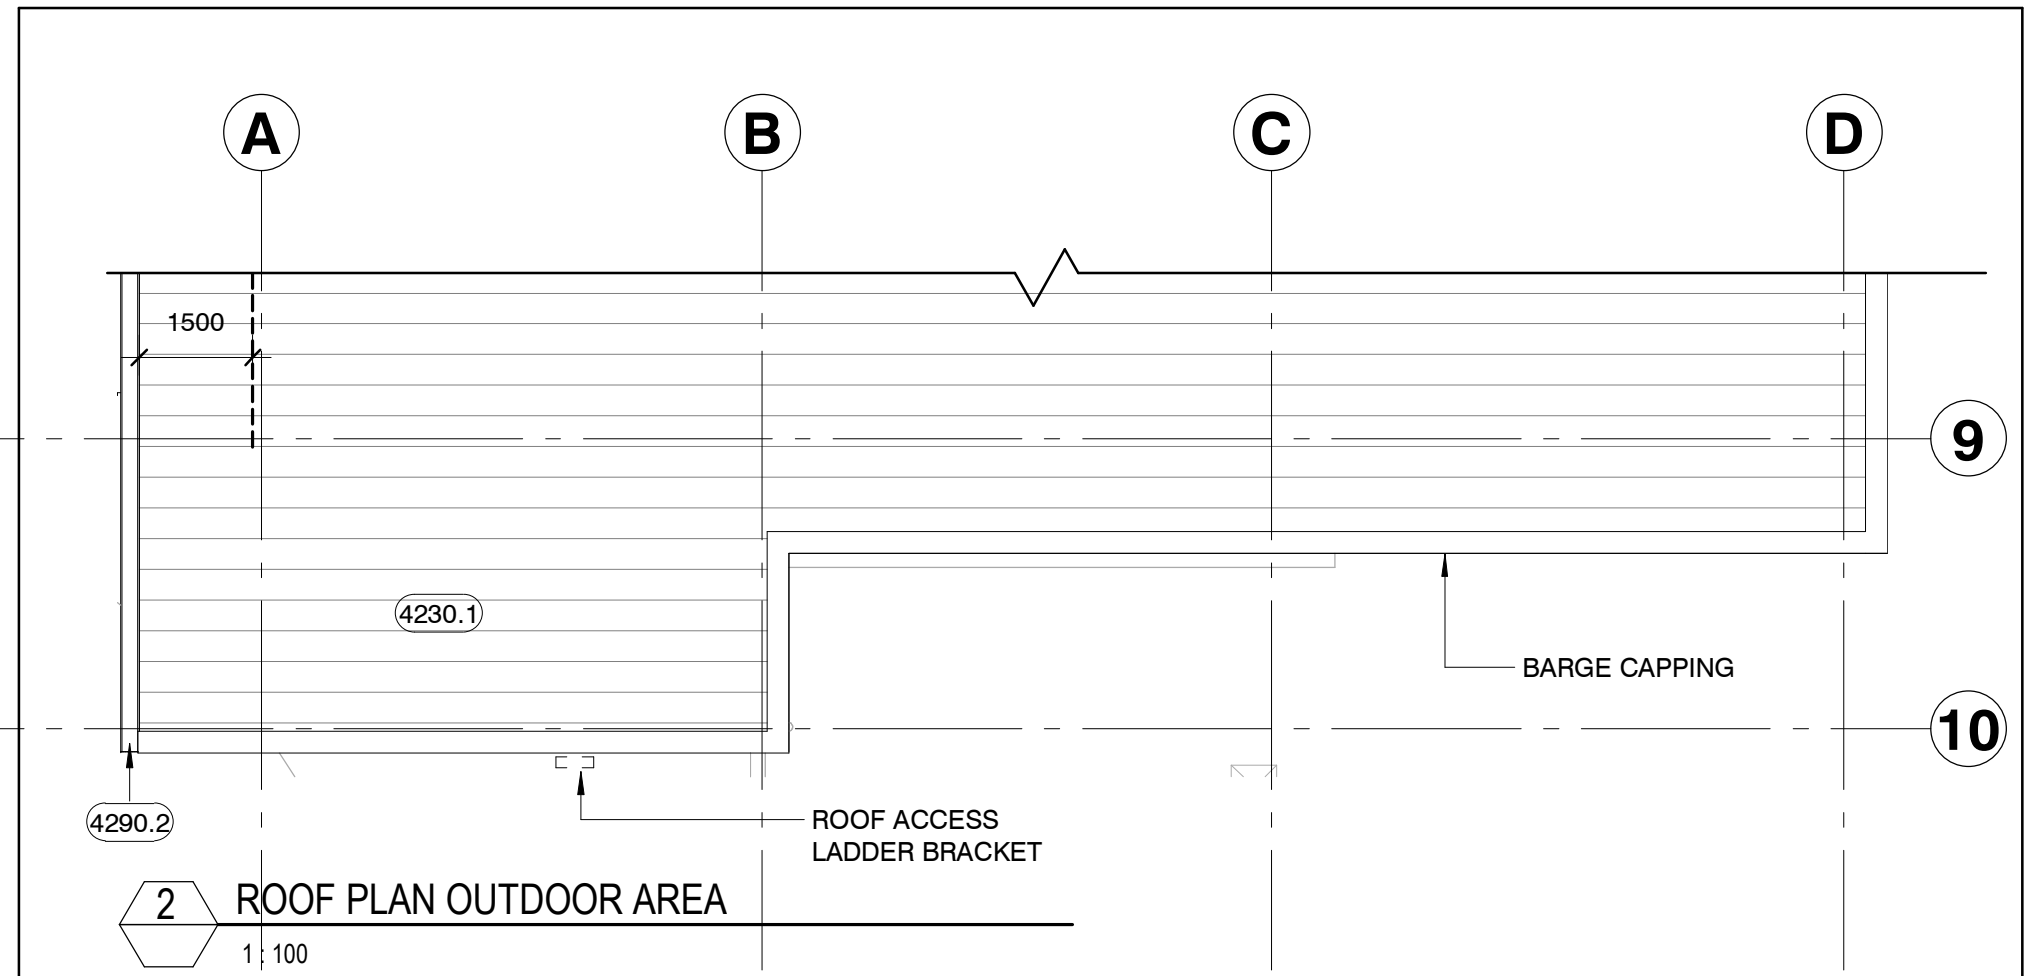 A B C D
1500
9
4230.1
BARGE CAPPING
10
4290.2
ROOF ACCESS
LADDER BRACKET
2 ROOF PLAN OUTDOOR AREA
1 : 100